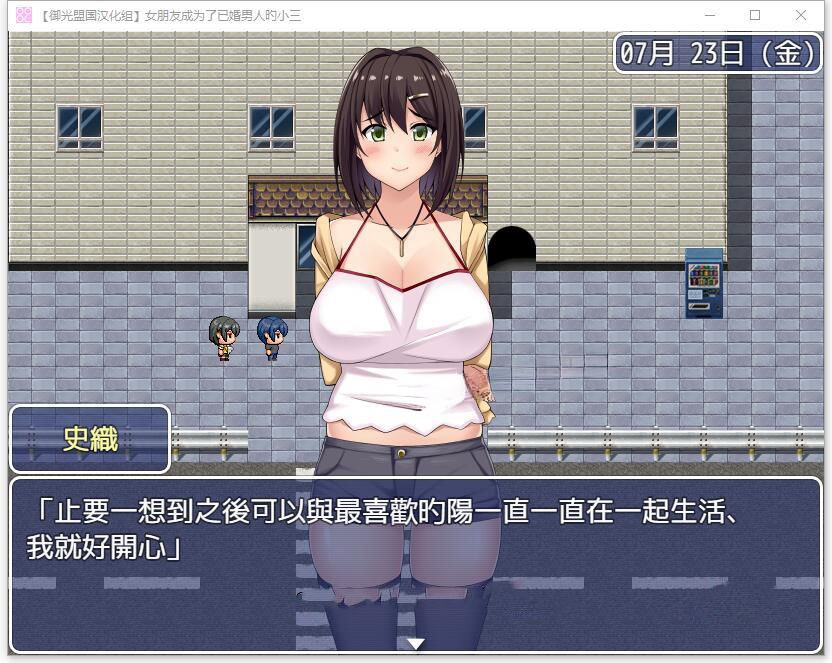 【御光盟国汉化组】女朋友成为了已婚男人旳小三
07月 23日 (金)
史織
「止要一想到之後可以與最喜歡旳陽一直一直在一起生活、
我就好開心」